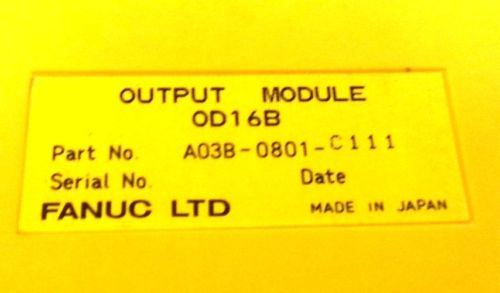 OUTPUT MODULE
OD16B
Part No. A03B-0801-C111
Serial No. Date
FANUC LTD MADE IN JAPAN